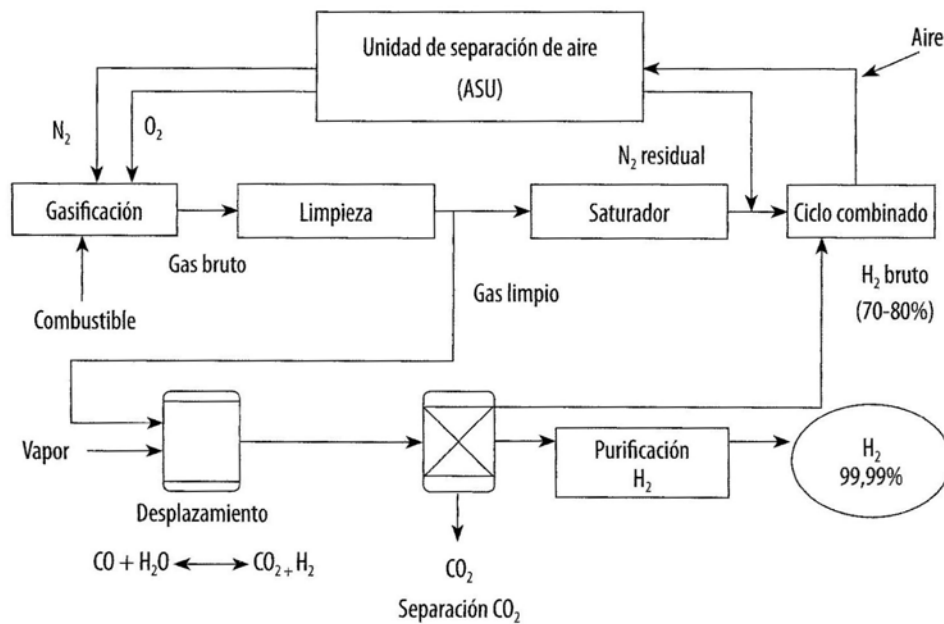 Unidad de separación de aire
(ASU)
Aire
N₂
O₂
N₂ residual
Gasificación
Limpieza
Saturador
Ciclo combinado
Gas bruto
H₂ bruto
(70-80%)
Gas limpio
Combustible
Vapor
Purificación
H₂
H₂
99,99%
Desplazamiento
CO + H₂O ⟷ CO₂ + H₂
CO₂
Separación CO₂